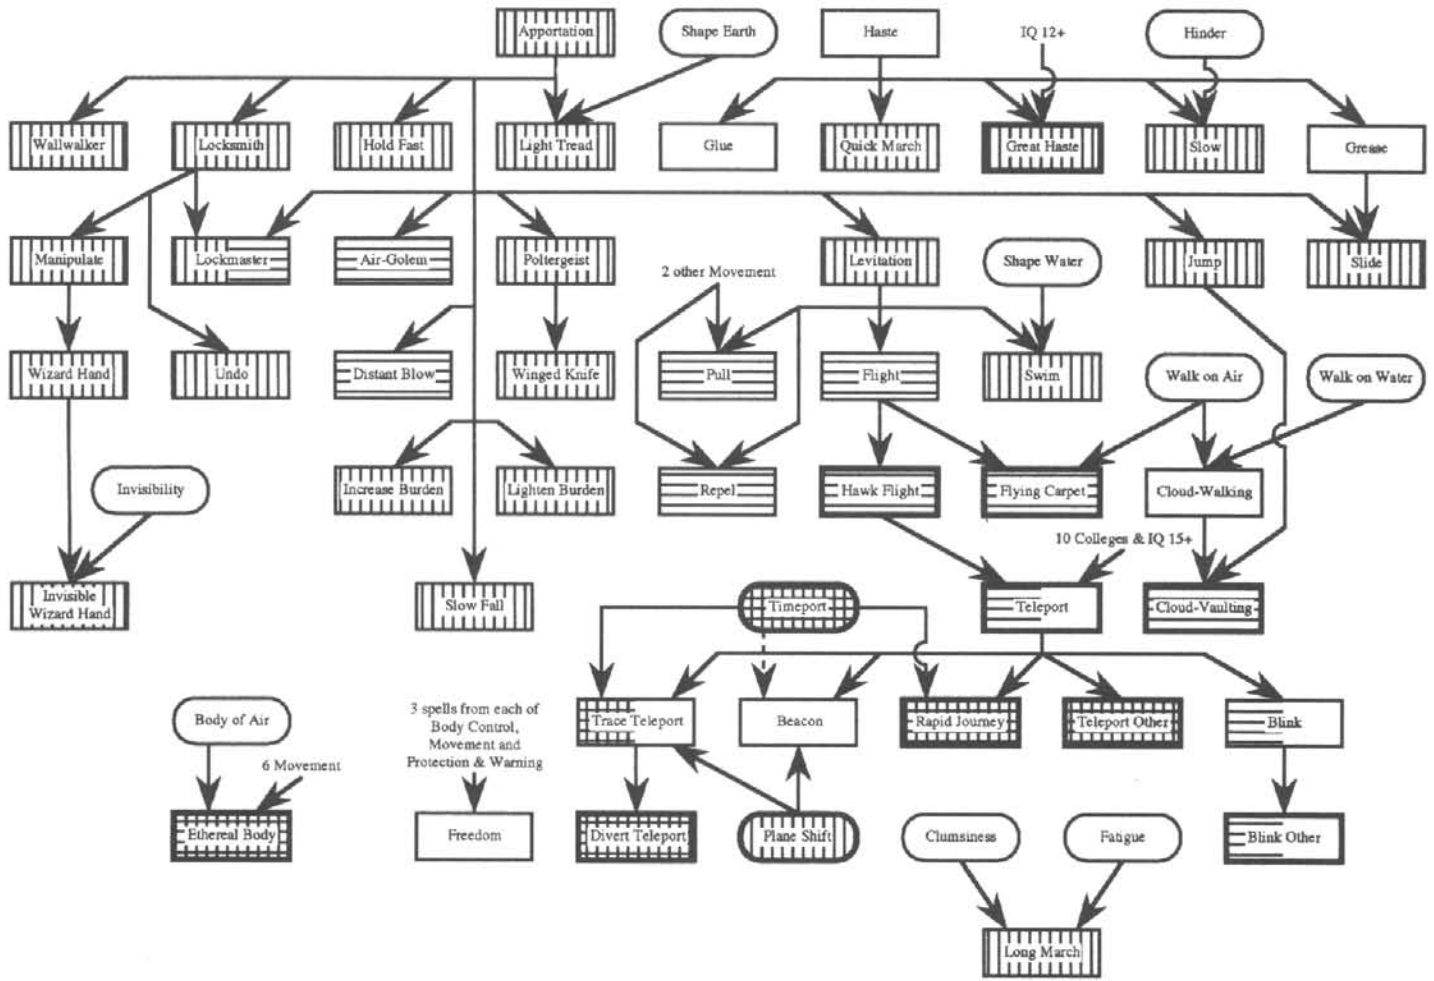 Apportation
Shape Earth
Haste
IQ 12+
Hinder
Wallwalker
Locksmith
Hold Fast
Light Tread
Glue
Quick March
Great Haste
Slow
Grease
Manipulate
Lockmaster
Air-Golem
Poltergeist
Levitation
Shape Water
Jump
Slide
2 other Movement
Wizard Hand
Undo
Distant Blow
Winged Knife
Pull
Flight
Swim
Walk on Air
Walk on Water
Invisibility
Increase Burden
Lighten Burden
Repel
Hawk Flight
Flying Carpet
Cloud-Walking
10 Colleges & IQ 15+
Invisible
Wizard Hand
Slow Fall
Timeport
Teleport
Cloud-Vaulting
Body of Air
3 spells from each of
Body Control,
Movement and
Protection & Warning
Trace Teleport
Beacon
Rapid Journey
Teleport Other
Blink
6 Movement
Ethereal Body
Freedom
Divert Teleport
Plane Shift
Clumsiness
Fatigue
Blink Other
Long March